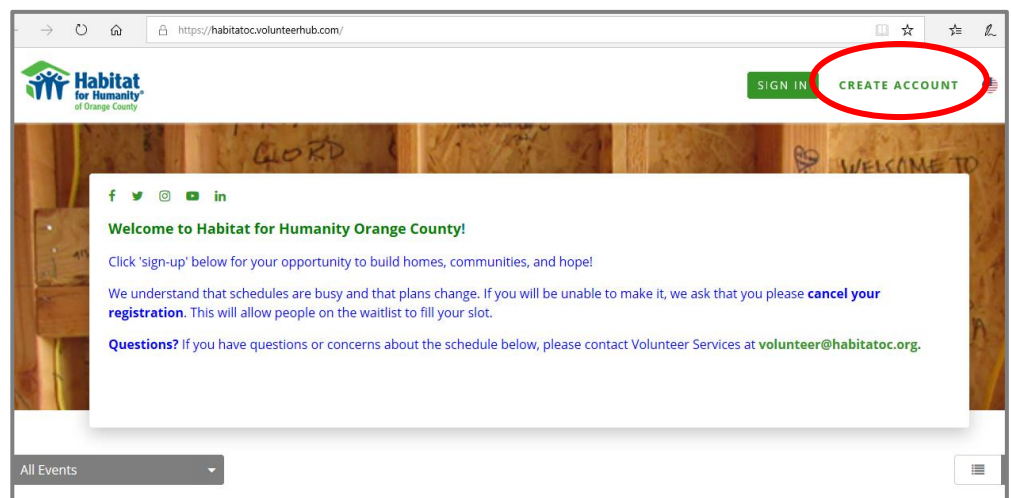 https://habitatoc.volunteerhub.com/
Habitat
for Humanity®
of Orange County
SIGN IN
CREATE ACCOUNT
WELCOME TO
Welcome to Habitat for Humanity Orange County!
Click 'sign-up' below for your opportunity to build homes, communities, and hope!
We understand that schedules are busy and that plans change. If you will be unable to make it, we ask that you please cancel your
registration. This will allow people on the waitlist to fill your slot.
Questions? If you have questions or concerns about the schedule below, please contact Volunteer Services at volunteer@habitatoc.org.
All Events